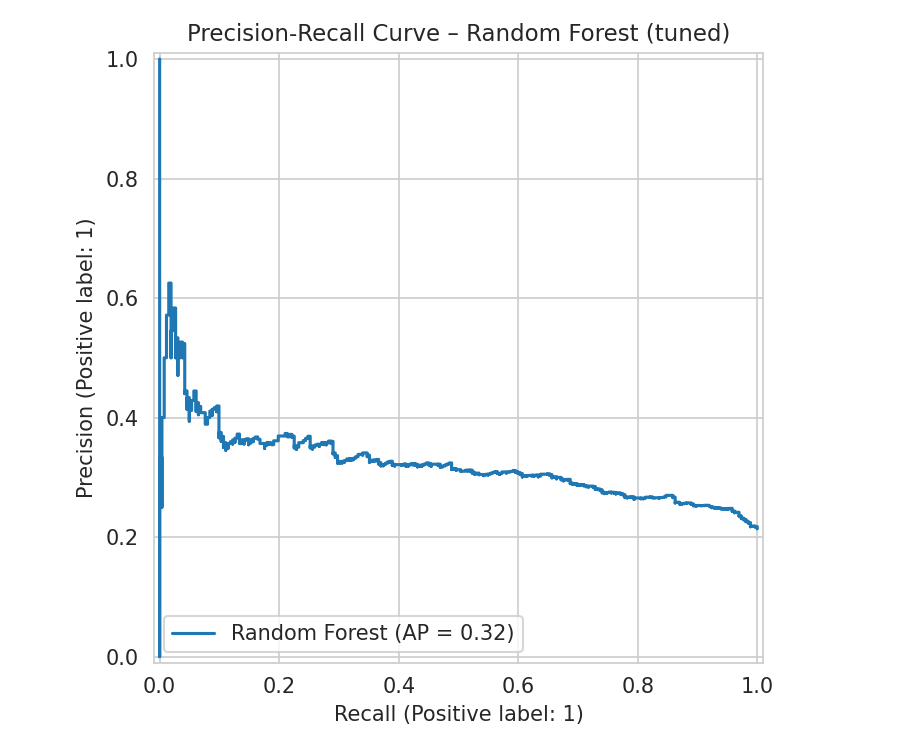 Precision-Recall Curve – Random Forest (tuned)
1.0
0.8
0.6
0.4
0.2
0.0
Precision (Positive label: 1)
Random Forest (AP = 0.32)
0.0 0.2 0.4 0.6 0.8 1.0
Recall (Positive label: 1)